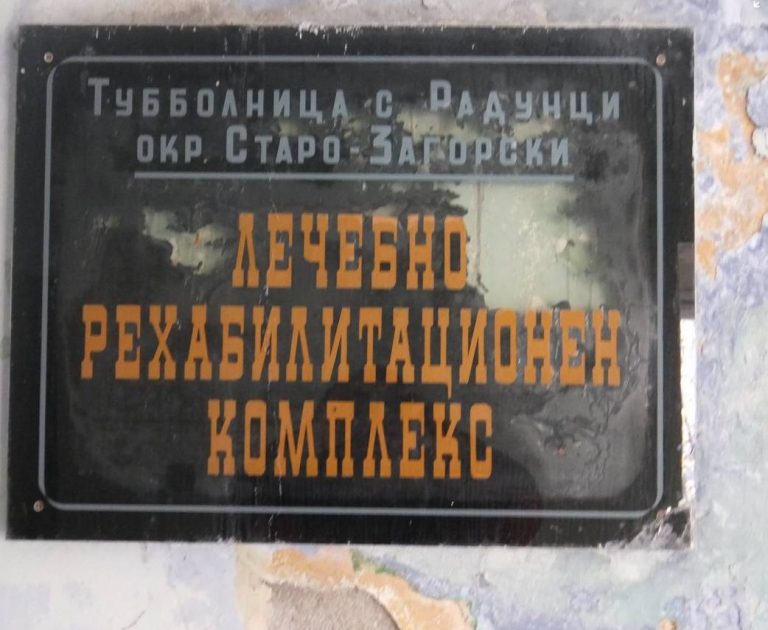 Тубболница с Радунци
окр. Старо-Загорски
ЛЕЧЕБНО
РЕХАБИЛИТАЦИОНЕН
КОМПЛЕКС